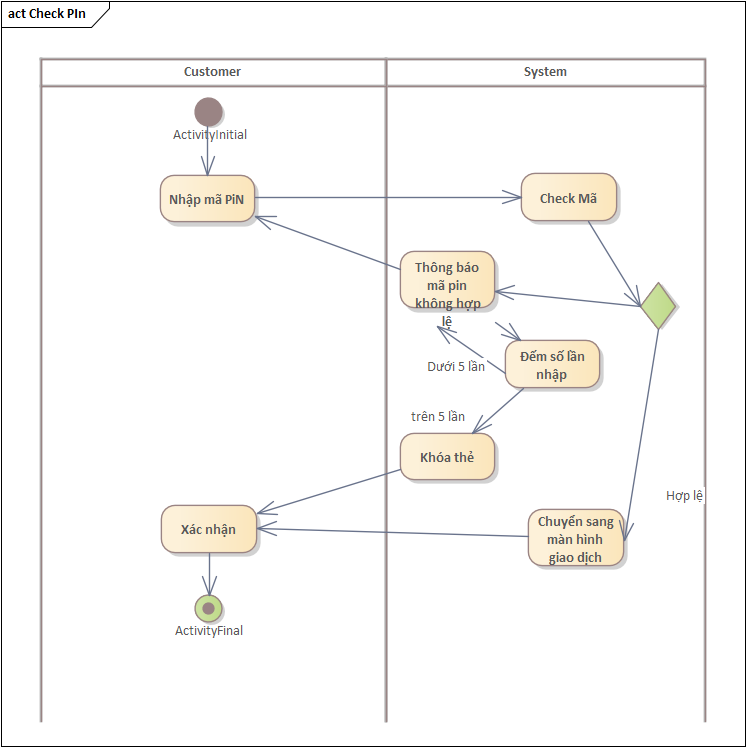 act Check PIn
Customer
System
ActivityInitial
Nhập mã PiN
Check Mã
Thông báo
mã pin
không hợp
lệ
Đếm số lần
nhập
Dưới 5 lần
trên 5 lần
Khóa thẻ
Hợp lệ
Xác nhận
Chuyển sang
màn hình
giao dịch
ActivityFinal